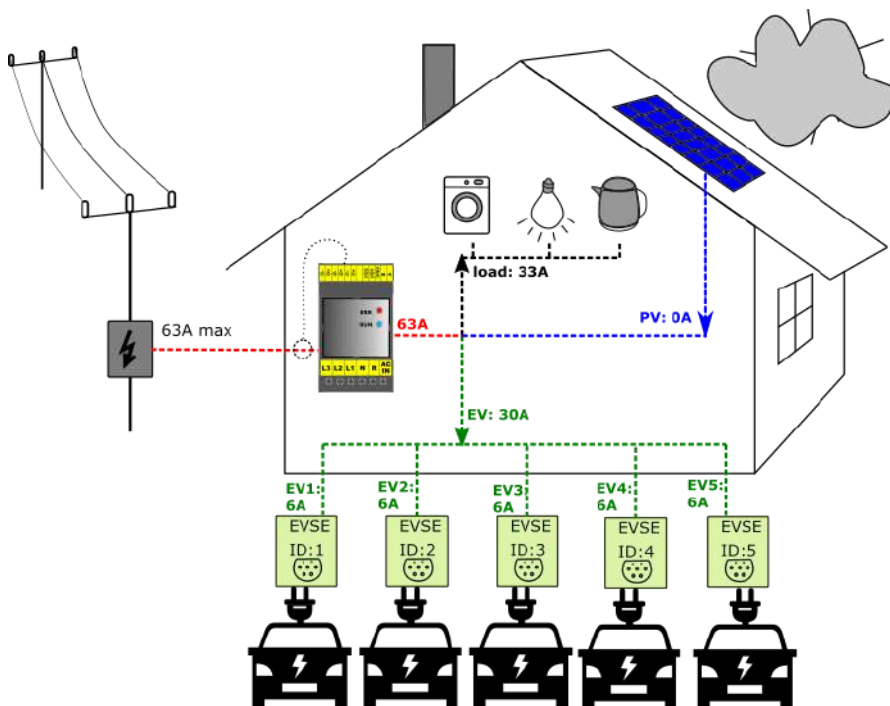 load: 33A
ERR
RUN
63A max
63A
PV: 0A
L3 L2 L1 N R AC IN
EV: 30A
EV1: 6A
EV2: 6A
EV3: 6A
EV4: 6A
EV5: 6A
EVSE ID:1
EVSE ID:2
EVSE ID:3
EVSE ID:4
EVSE ID:5